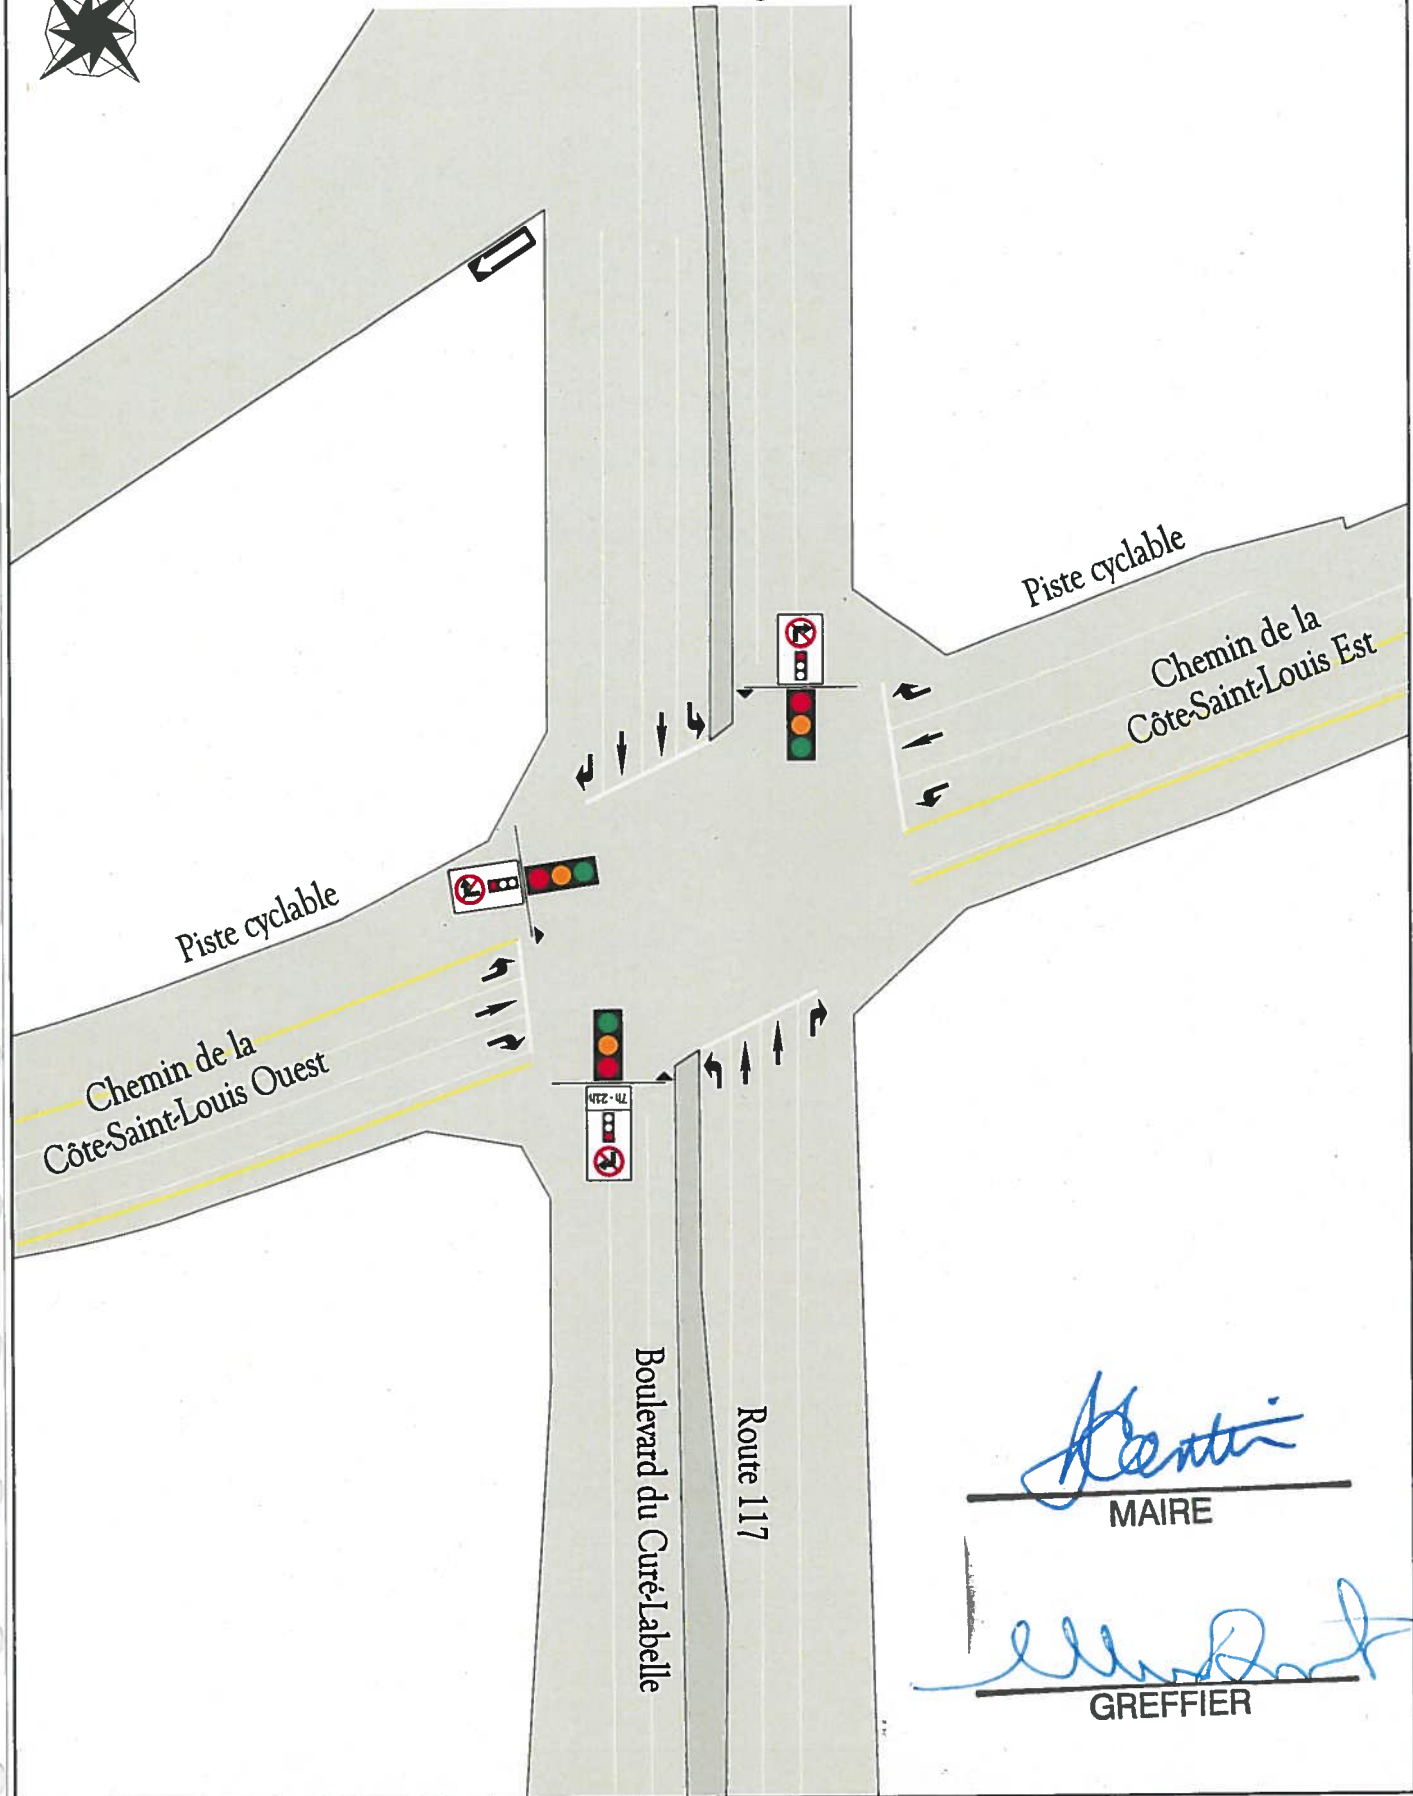 Piste cyclable
Chemin de la
Côte-Saint-Louis Est
Piste cyclable
Chemin de la
Côte-Saint-Louis Ouest
7h - 21h
Boulevard du Curé-Labelle
Route 117
MAIRE
GREFFIER